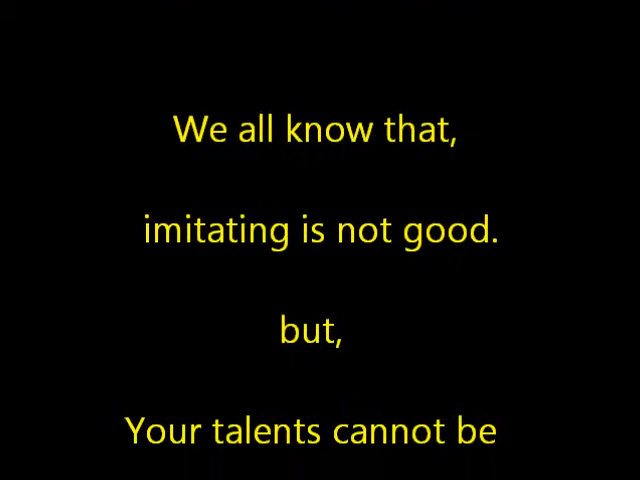 We all know that,
imitating is not good.
but,
Your talents cannot be